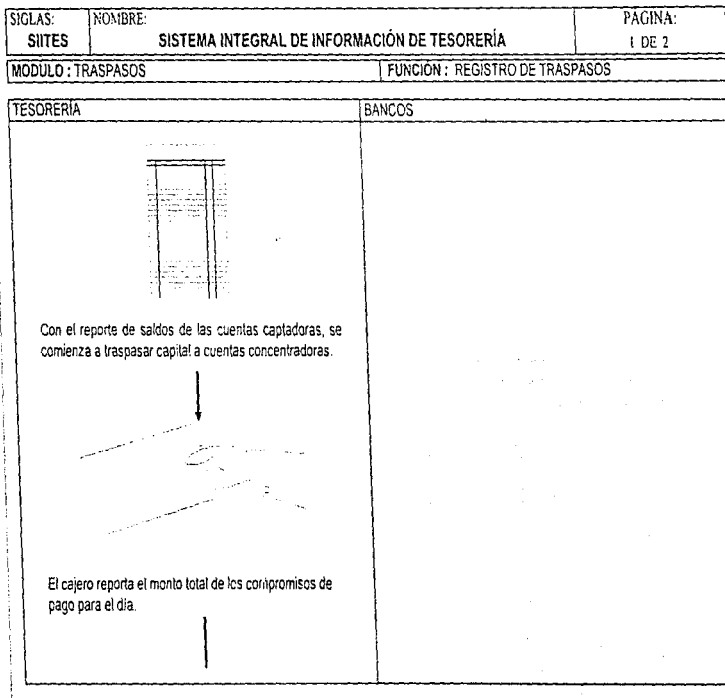 SIGLAS: NOMBRE: PAGINA:
SIITES SISTEMA INTEGRAL DE INFORMACIÓN DE TESORERÍA 1 DE 2
MODULO : TRASPASOS FUNCIÓN : REGISTRO DE TRASPASOS
TESORERÍA BANCOS
Con el reporte de saldos de las cuentas captadoras, se
comienza a traspasar capital a cuentas concentradoras.
El cajero reporta el monto total de los compromisos de
pago para el día.